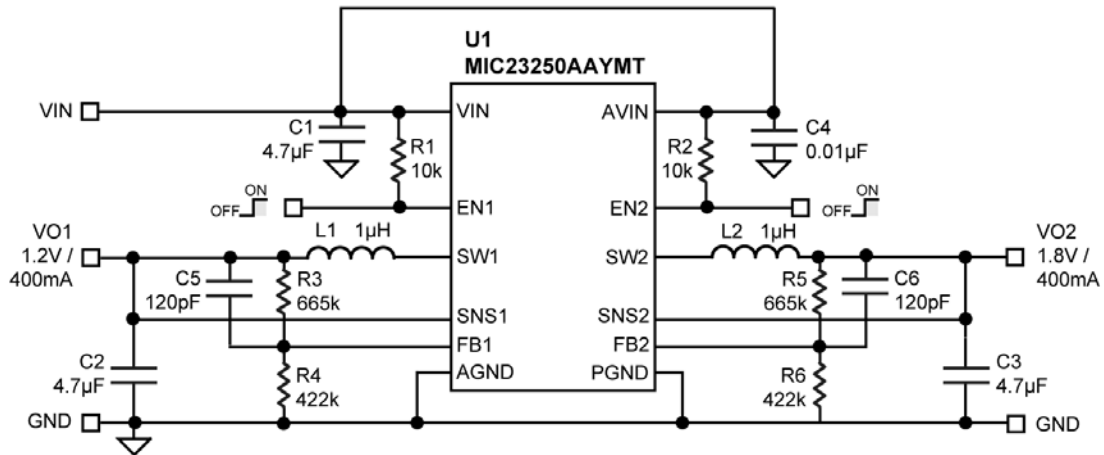 U1
MIC23250AAYMT
VIN
C1
4.7µF
R1
10k
VIN
AVIN
R2
10k
C4
0.01µF
ON
OFF
EN1
EN2
ON
OFF
VO1
1.2V /
400mA
L1 1µH
SW1
SW2
L2 1µH
VO2
1.8V /
400mA
C5
120pF
R3
665k
R5
665k
C6
120pF
SNS1
SNS2
FB1
FB2
C2
4.7µF
R4
422k
AGND
PGND
R6
422k
C3
4.7µF
GND
GND